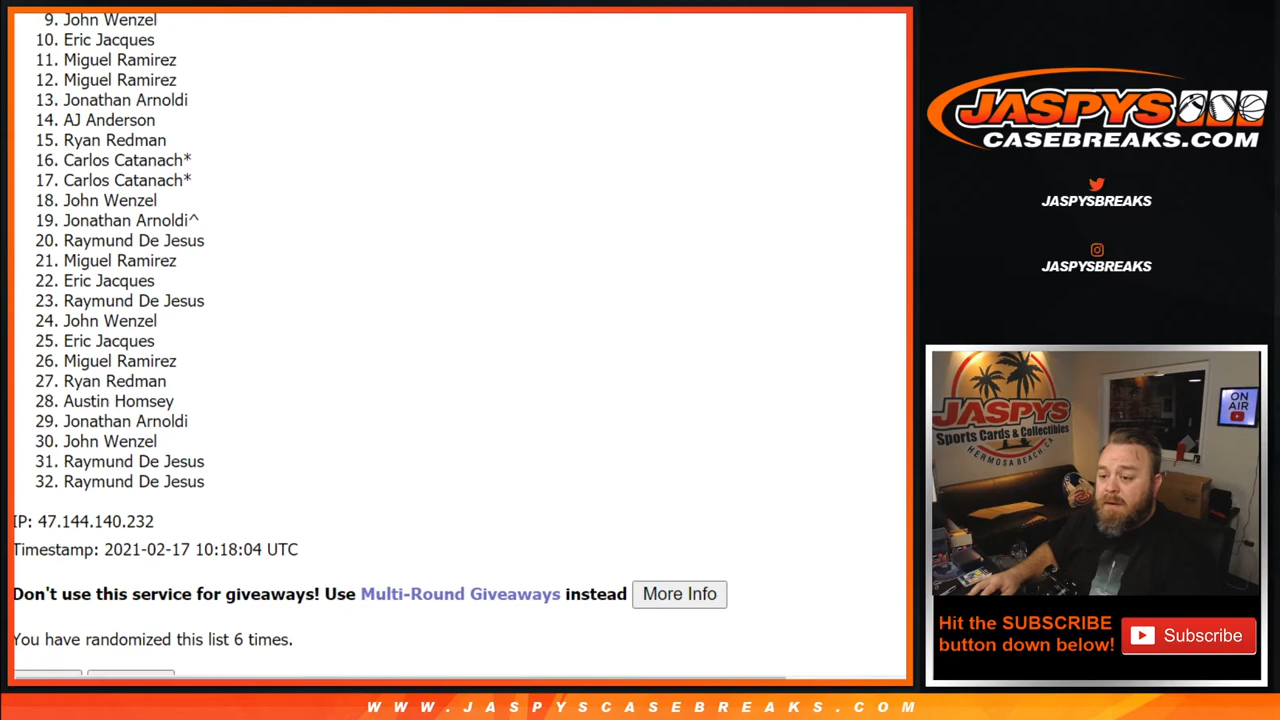 9. John Wenzel
10. Eric Jacques
11. Miguel Ramirez
12. Miguel Ramirez
13. Jonathan Arnoldi
14. AJ Anderson
15. Ryan Redman
16. Carlos Catanach*
17. Carlos Catanach*
18. John Wenzel
19. Jonathan Arnoldi^
20. Raymund De Jesus
21. Miguel Ramirez
22. Eric Jacques
23. Raymund De Jesus
24. John Wenzel
25. Eric Jacques
26. Miguel Ramirez
27. Ryan Redman
28. Austin Homsey
29. Jonathan Arnoldi
30. John Wenzel
31. Raymund De Jesus
32. Raymund De Jesus
IP: 47.144.140.232
Timestamp: 2021-02-17 10:18:04 UTC
Don't use this service for giveaways! Use Multi-Round Giveaways instead More Info
You have randomized this list 6 times.
JASPYS
CASEBREAKS.COM
JASPYSBREAKS
JASPYSBREAKS
JASPYS
Sports Cards & Collectibles
HERMOSA BEACH-CA
ON
AIR
Hit the SUBSCRIBE
button down below!
Subscribe
WWW.JASPYSCASEBREAKS.COM